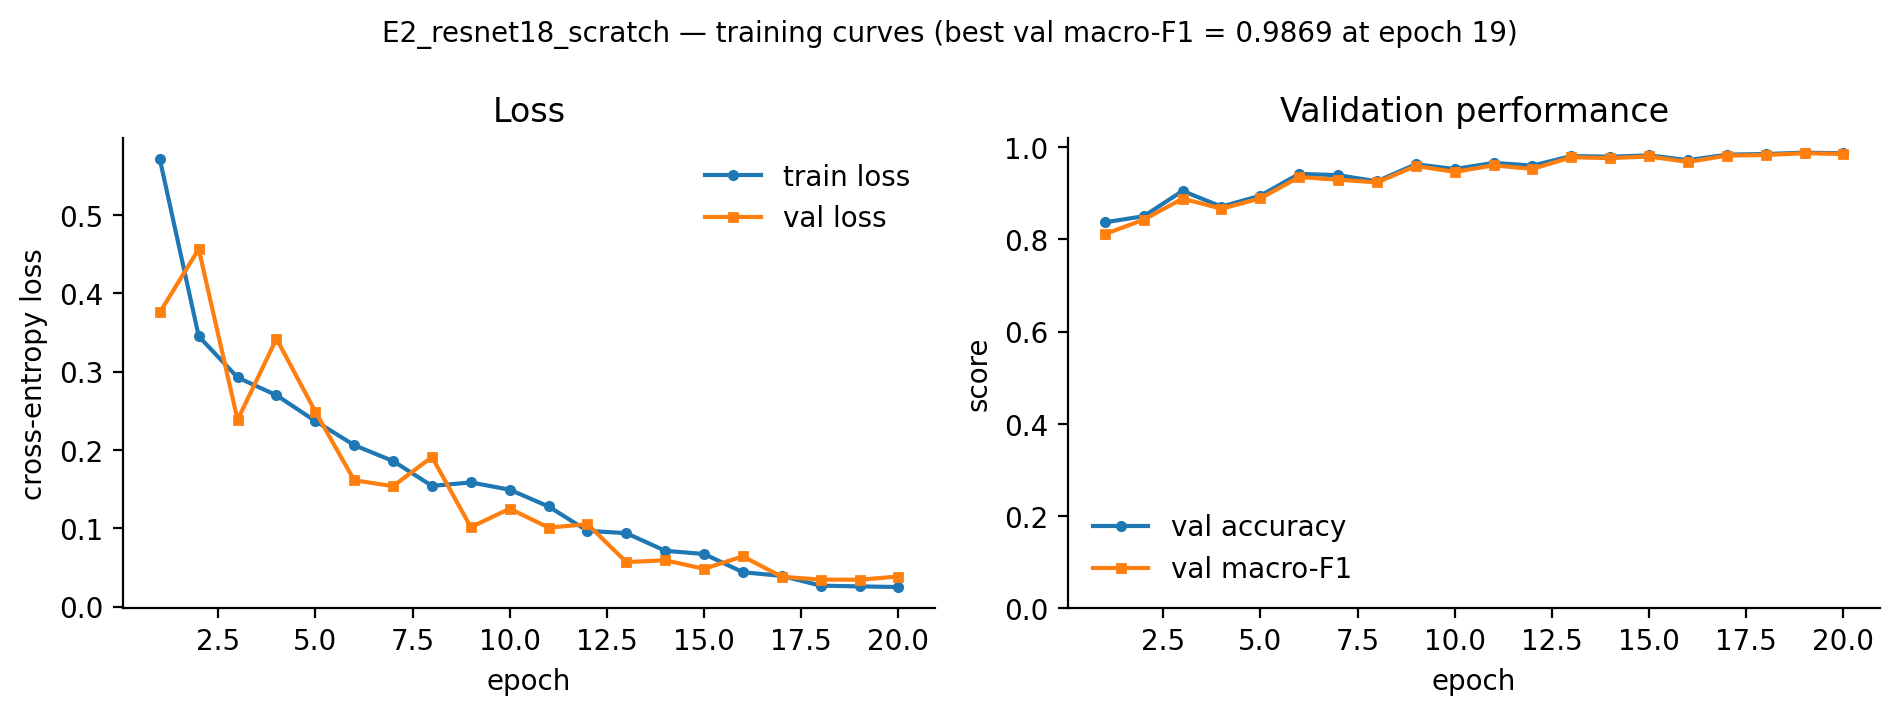 E2_resnet18_scratch — training curves (best val macro-F1 = 0.9869 at epoch 19)
Loss
train loss
val loss
cross-entropy loss
0.5
0.4
0.3
0.2
0.1
0.0
2.5 5.0 7.5 10.0 12.5 15.0 17.5 20.0
epoch
Validation performance
score
1.0
0.8
0.6
0.4
0.2
0.0
val accuracy
val macro-F1
2.5 5.0 7.5 10.0 12.5 15.0 17.5 20.0
epoch